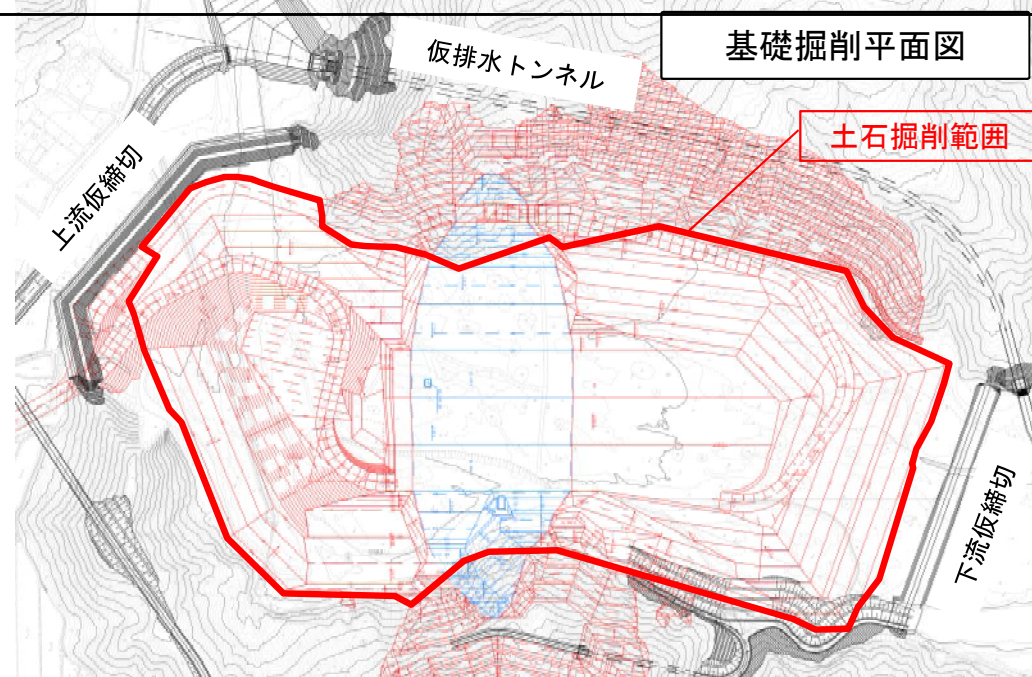 基礎掘削平面図
仮排水トンネル
土石掘削範囲
上流仮締切
下流仮締切